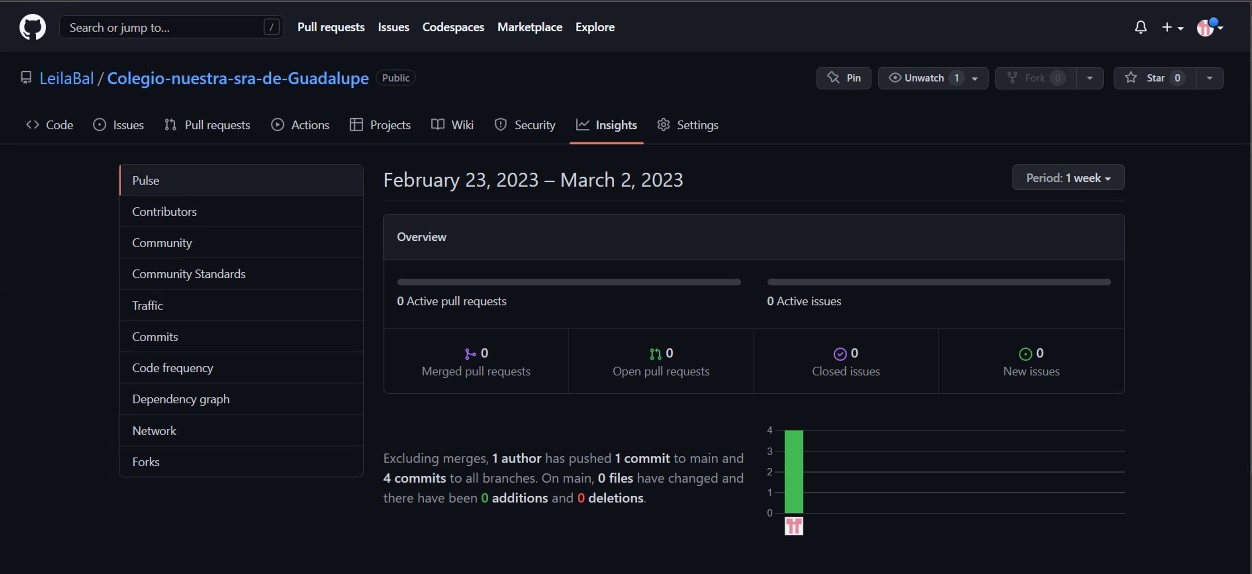 Search or jump to... /
Pull requests Issues Codespaces Marketplace Explore
LeilaBal / Colegio-nuestra-sra-de-Guadalupe Public
Pin Unwatch 1 Fork 0 Star 0
Code Issues Pull requests Actions Projects Wiki Security Insights Settings
Pulse
Contributors
Community
Community Standards
Traffic
Commits
Code frequency
Dependency graph
Network
Forks
February 23, 2023 – March 2, 2023
Period: 1 week
Overview
0 Active pull requests
0 Active issues
0
Merged pull requests
0
Open pull requests
0
Closed issues
0
New issues
Excluding merges, 1 author has pushed 1 commit to main and
4 commits to all branches. On main, 0 files have changed and
there have been 0 additions and 0 deletions.
4
3
2
1
0